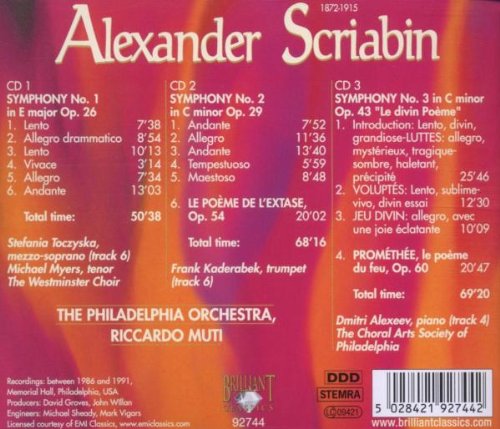 1872-1915
Alexander Scriabin
CD 1
SYMPHONY No. 1
in E major Op. 26
1. Lento 7'38
2. Allegro drammatico 8'54
3. Lento 10'13
4. Vivace 3'14
5. Allegro 7'34
6. Andante 13'03
Total time: 50'38
Stefania Toczyska,
mezzo-soprano (track 6)
Michael Myers, tenor
The Westminster Choir
CD 2
SYMPHONY No. 2
in C minor Op. 29
1. Andante 7'52
2. Allegro 11'36
3. Andante 13'40
4. Tempestuoso 5'59
5. Maestoso 8'48
6. LE POÈME DE L'EXTASE,
Op. 54 20'02
Total time: 68'16
Frank Kaderabek, trumpet
(track 6)
CD 3
SYMPHONY No. 3 in C minor
Op. 43 "Le divin Poème"
1. Introduction: Lento, divin,
grandiose-LUTTES: allegro,
mystérieux, tragique-
sombre, haletant,
précipité 25'46
2. VOLUPTÉS: Lento, sublime-
vivo, divin essai 12'30
3. JEU DIVIN: allegro, avec
une joie éclatante 10'09
4. PROMÉTHÉE, le poème
du feu, Op. 60 20'47
Total time: 69'20
Dmitri Alexeev, piano (track 4)
The Choral Arts Society of
Philadelphia
THE PHILADELPHIA ORCHESTRA,
RICCARDO MUTI
Recordings: between 1986 and 1991,
Memorial Hall, Philadelphia, USA
Producers: David Groves, John Willan
Engineers: Michael Sheady, Mark Vigars
Licensed courtesy of EMI Classics, www.emiclassics.com
BRILLIANT
CLASSICS
92744
DDD
STEMRA
LC 09421
5 028421 927442
www.brilliantclassics.com